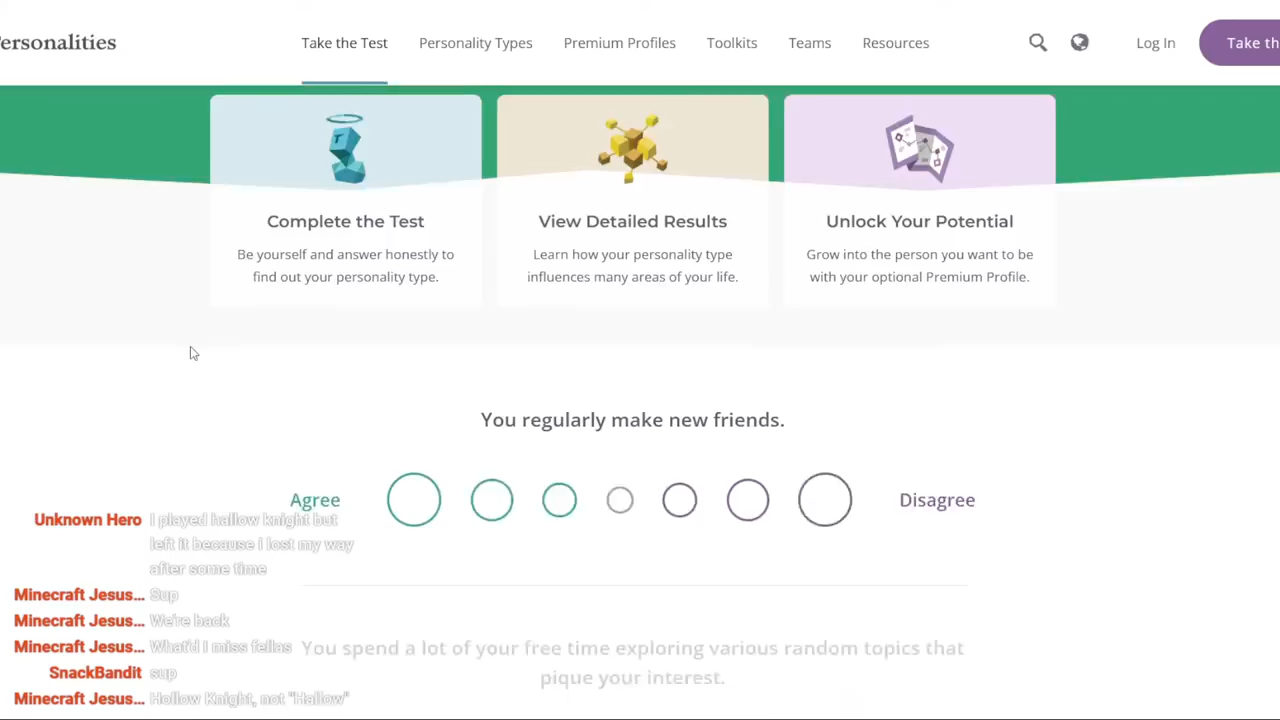 ersonalities
Take the Test
Personality Types
Premium Profiles
Toolkits
Teams
Resources
Log In
Take th
T
Complete the Test
Be yourself and answer honestly to
find out your personality type.
View Detailed Results
Learn how your personality type
influences many areas of your life.
Unlock Your Potential
Grow into the person you want to be
with your optional Premium Profile.
You regularly make new friends.
Agree
Disagree
Unknown Hero I played hallow knight but
left it because i lost my way
after some time
Minecraft Jesus... Sup
Minecraft Jesus... We're back
Minecraft Jesus... What'd I miss fellas
SnackBandit sup
Minecraft Jesus... Hollow Knight, not "Hallow"
You spend a lot of your free time exploring various random topics that
pique your interest.